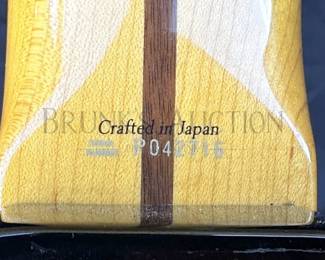 BRUNK AUCTION
Crafted in Japan
P042716